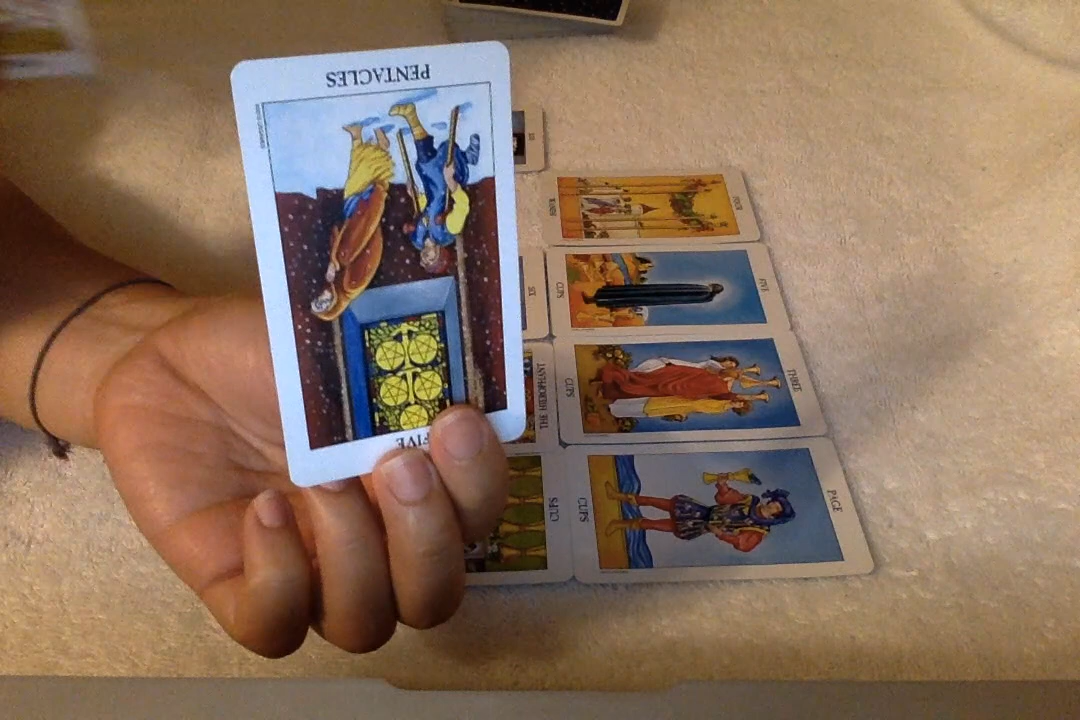 PENTACLES
FIVE
FOUR
WANDS
SIX
FIVE
CUPS
THE HIEROPHANT
THREE
CUPS
CUPS
PAGE
CUPS